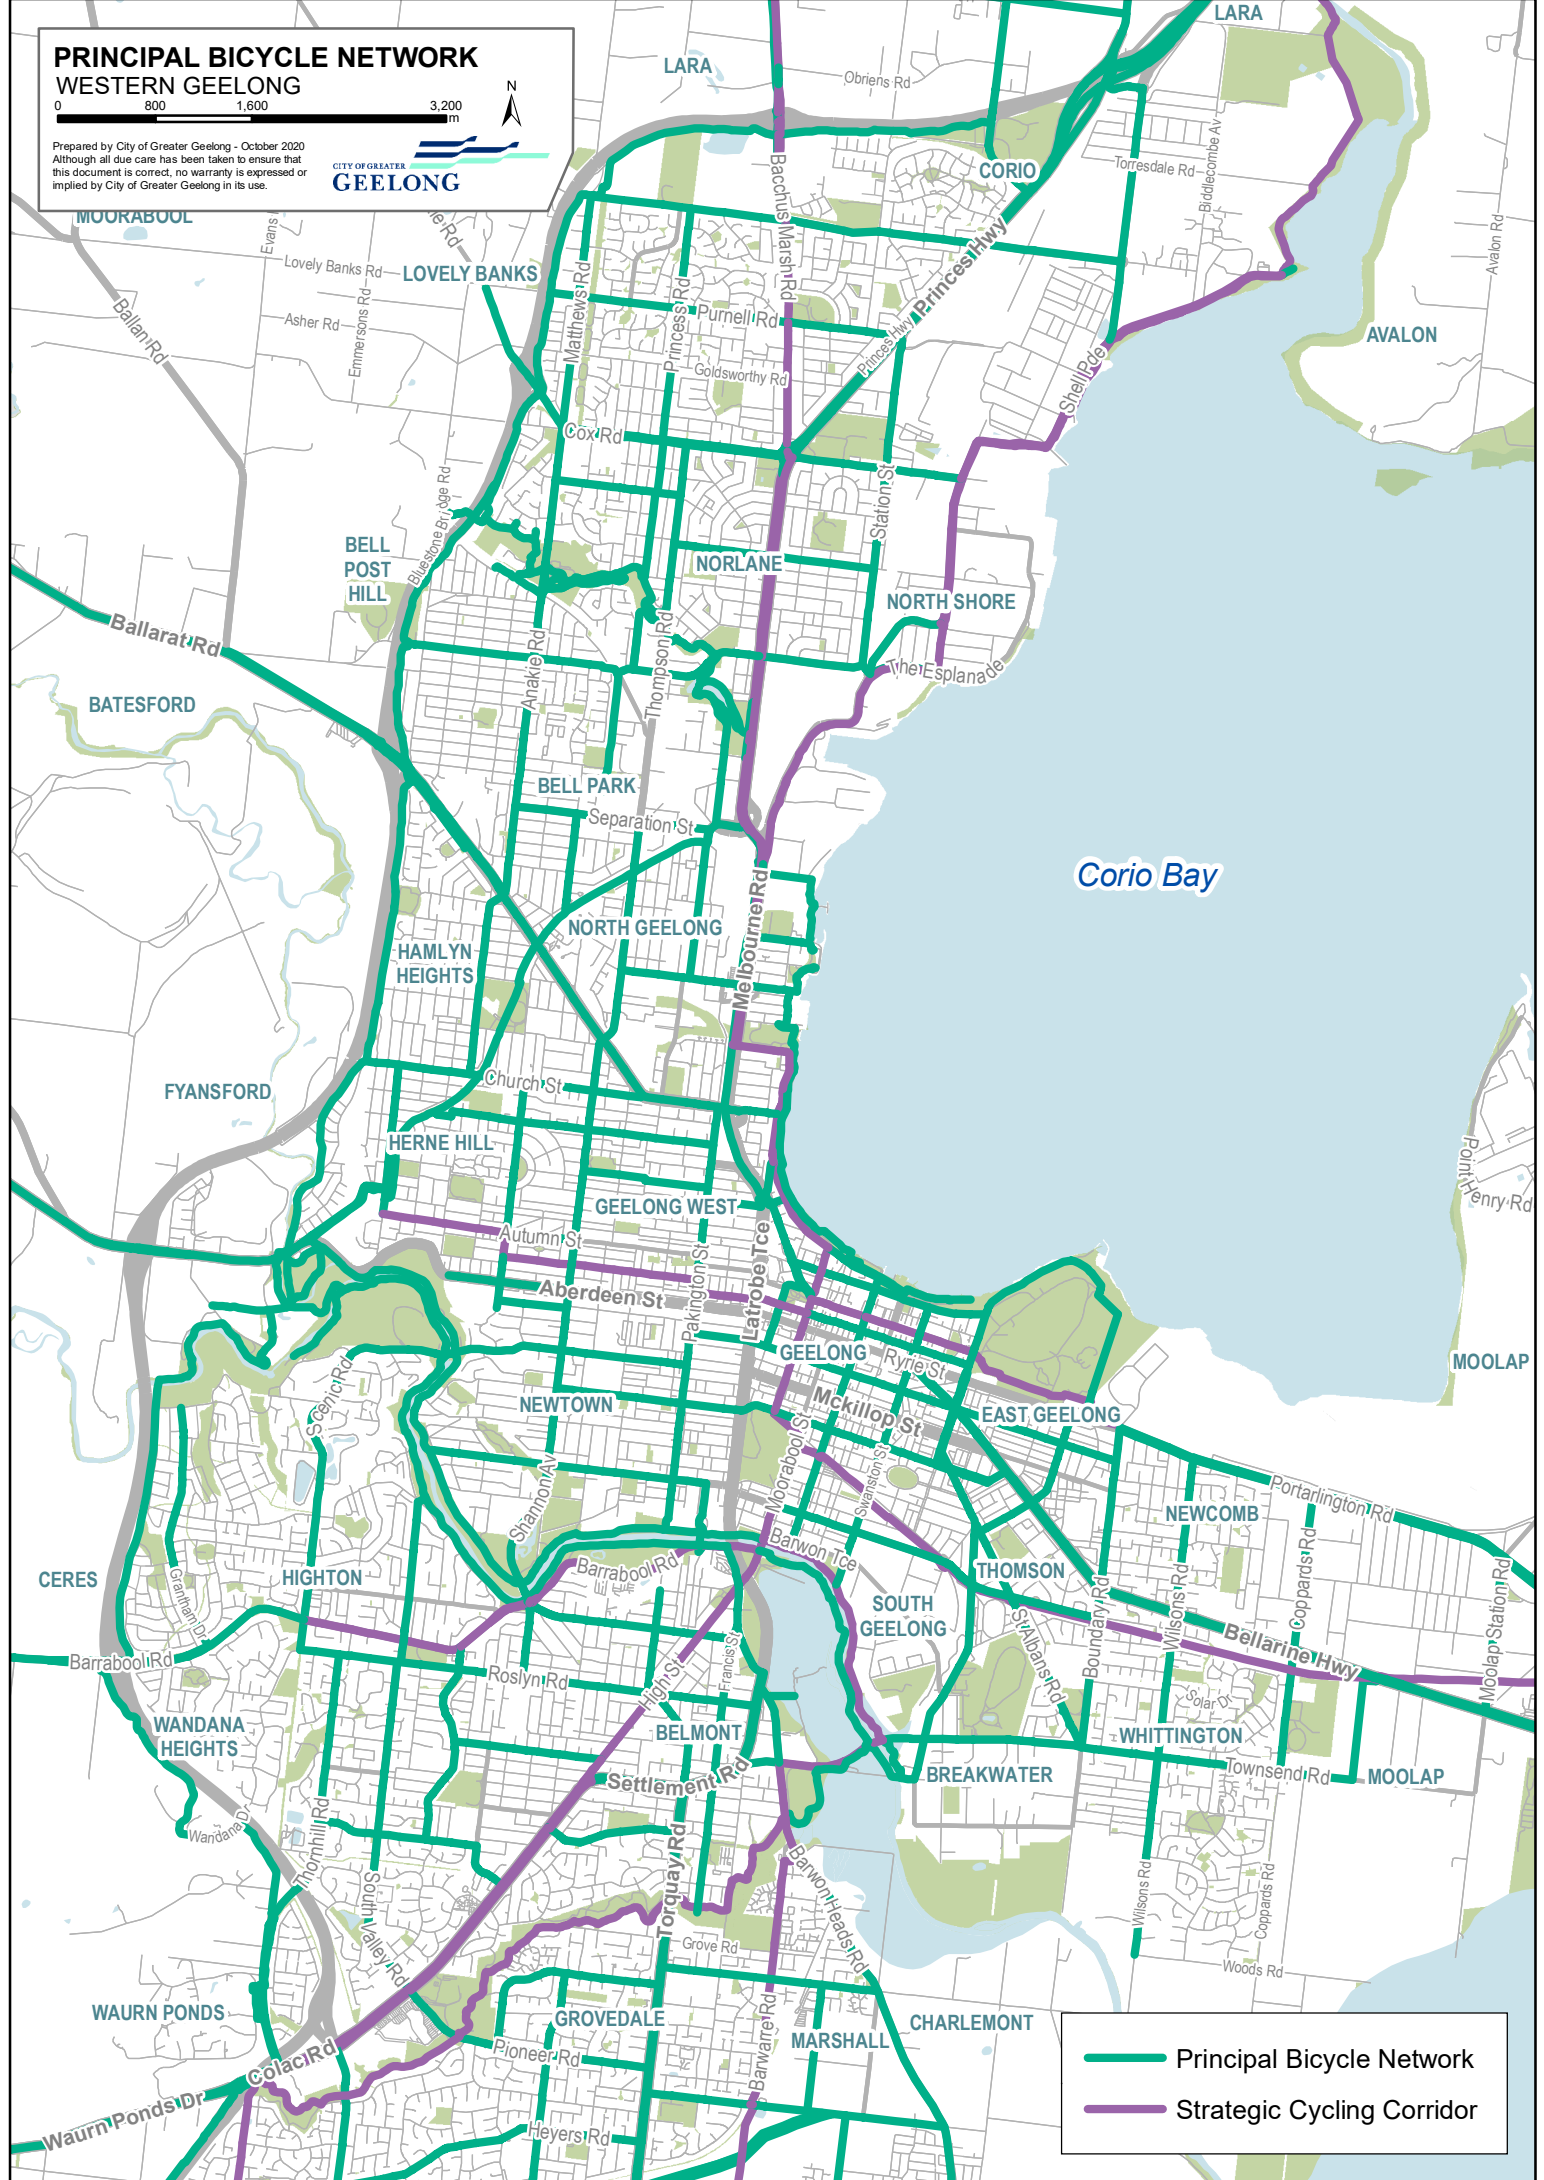 PRINCIPAL BICYCLE NETWORK
WESTERN GEELONG
0 800 1,600 3,200
m
N
Prepared by City of Greater Geelong - October 2020
Although all due care has been taken to ensure that
this document is correct, no warranty is expressed or
implied by City of Greater Geelong in its use.
CITY OF GREATER
GEELONG
LARA
LARA
Obriens Rd
CORIO
Torresdale Rd
Biddlecombe Av
Avalon Rd
MOORABOOL
Lovely Banks Rd
LOVELY BANKS
Bacchus Marsh Rd
Princes Hwy
Ballan Rd
Asher Rd
Emmersons Rd
Matthews Rd
Princess Rd
Purnell Rd
Princes Hwy
Goldsworthy Rd
AVALON
Shell Pde
Cox Rd
Station St
Bluestone Bridge Rd
BELL
POST
HILL
NORLANE
NORTH SHORE
Ballarat Rd
Anakie Rd
Thompson Rd
The Esplanade
BATESFORD
BELL PARK
Separation St
Melbourne Rd
Corio Bay
NORTH GEELONG
HAMLYN
HEIGHTS
FYANSFORD
Church St
HERNE HILL
Point Henry Rd
GEELONG WEST
Autumn St
Aberdeen St
Pakington St
Latrobe Tce
GEELONG
Ryrie St
MOOLAP
Scenic Rd
NEWTOWN
Mckillop St
EAST GEELONG
Shannon Av
Moorabool St
Swanston St
Portarlington Rd
NEWCOMB
Barwon Tce
Barrabool Rd
CERES
HIGHTON
Grantham Dr
THOMSON
SOUTH
GEELONG
St Albans Rd
Boundary Rd
Wilsons Rd
Coppards Rd
Moolap Station Rd
Bellarine Hwy
Barrabool Rd
Roslyn Rd
High St
Francis St
Solar Dr
WANDANA
HEIGHTS
BELMONT
WHITTINGTON
Settlement Rd
BREAKWATER
Townsend Rd
MOOLAP
Wandana Dr
Thornhill Rd
Torquay Rd
South Valley Rd
Barwon Heads Rd
Wilsons Rd
Coppards Rd
Grove Rd
Woods Rd
WAURN PONDS
GROVEDALE
MARSHALL
CHARLEMONT
Colac Rd
Pioneer Rd
Barwarre Rd
Waurn Ponds Dr
Heyers Rd
Principal Bicycle Network
Strategic Cycling Corridor